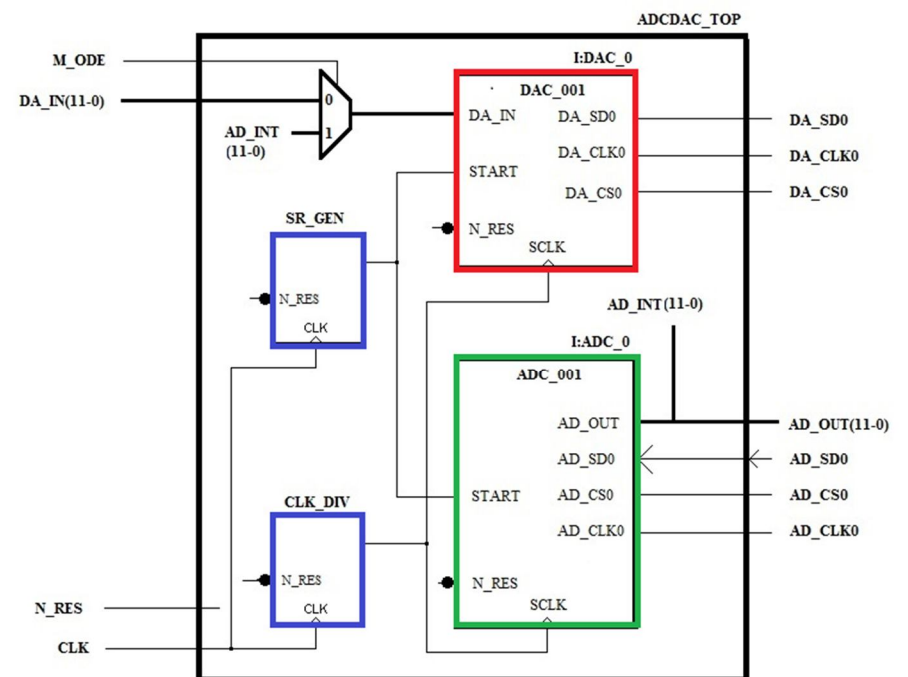 ADCDAC_TOP
M_ODE
I:DAC_0
DAC_001
DA_IN(11-0)
0
DA_IN
DA_SD0
DA_SD0
AD_INT
(11-0)
1
DA_CLK0
DA_CLK0
START
DA_CS0
DA_CS0
SR_GEN
N_RES
SCLK
N_RES
CLK
AD_INT(11-0)
I:ADC_0
ADC_001
AD_OUT
AD_OUT(11-0)
AD_SD0
AD_SD0
CLK_DIV
START
AD_CS0
AD_CS0
AD_CLK0
AD_CLK0
N_RES
N_RES
N_RES
CLK
SCLK
CLK